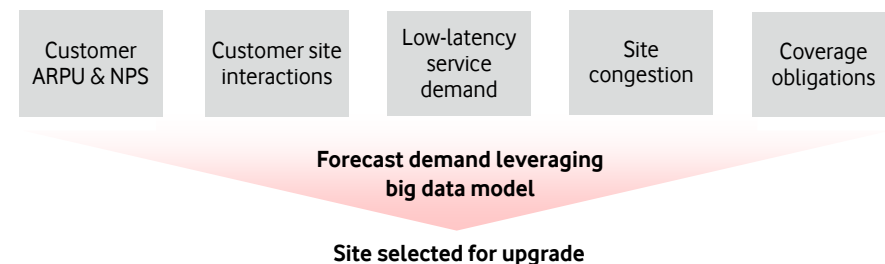 Customer
ARPU & NPS
Customer site
interactions
Low-latency
service
demand
Site
congestion
Coverage
obligations
Forecast demand leveraging
big data model
Site selected for upgrade